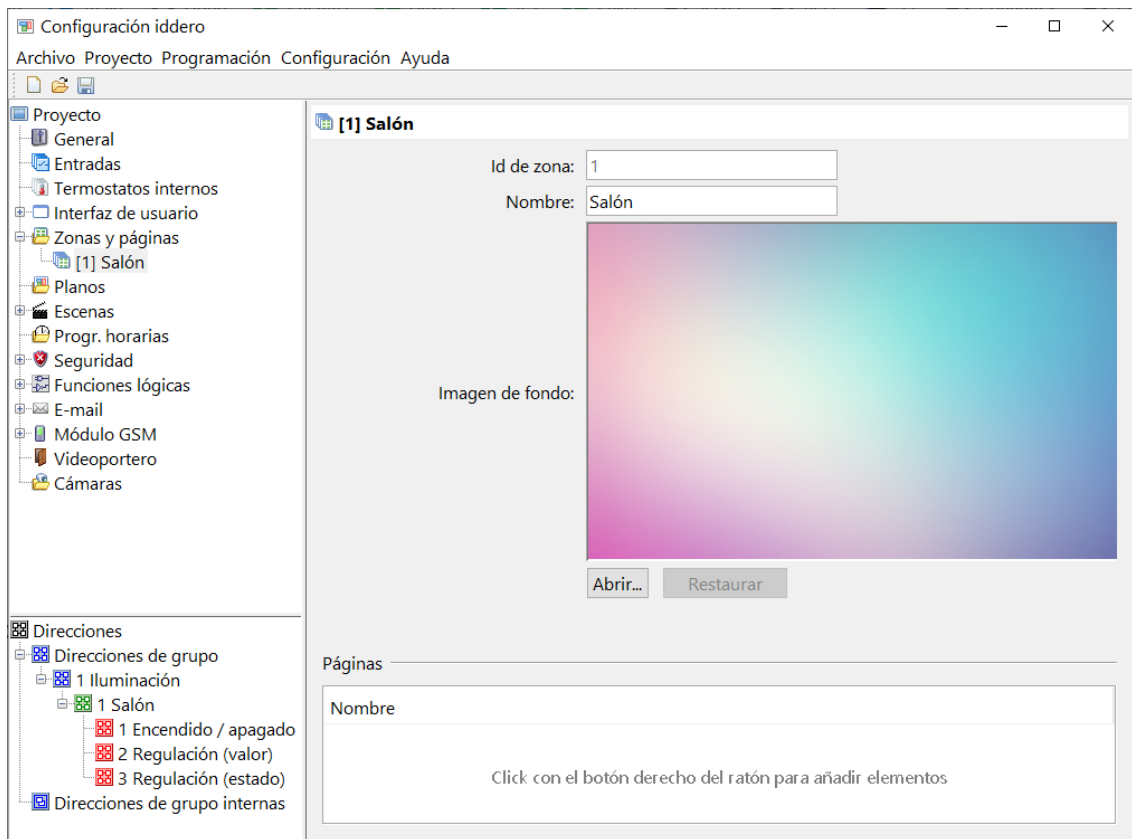 Configuración iddero
Archivo Proyecto Programación Configuración Ayuda
Proyecto
General
Entradas
Termostatos internos
Interfaz de usuario
Zonas y páginas
[1] Salón
Planos
Escenas
Progr. horarias
Seguridad
Funciones lógicas
E-mail
Módulo GSM
Videoportero
Cámaras
Direcciones
Direcciones de grupo
1 Iluminación
1 Salón
1 Encendido / apagado
2 Regulación (valor)
3 Regulación (estado)
Direcciones de grupo internas
[1] Salón
Id de zona: 1
Nombre: Salón
Imagen de fondo:
Abrir... Restaurar
Páginas
Nombre
Click con el botón derecho del ratón para añadir elementos